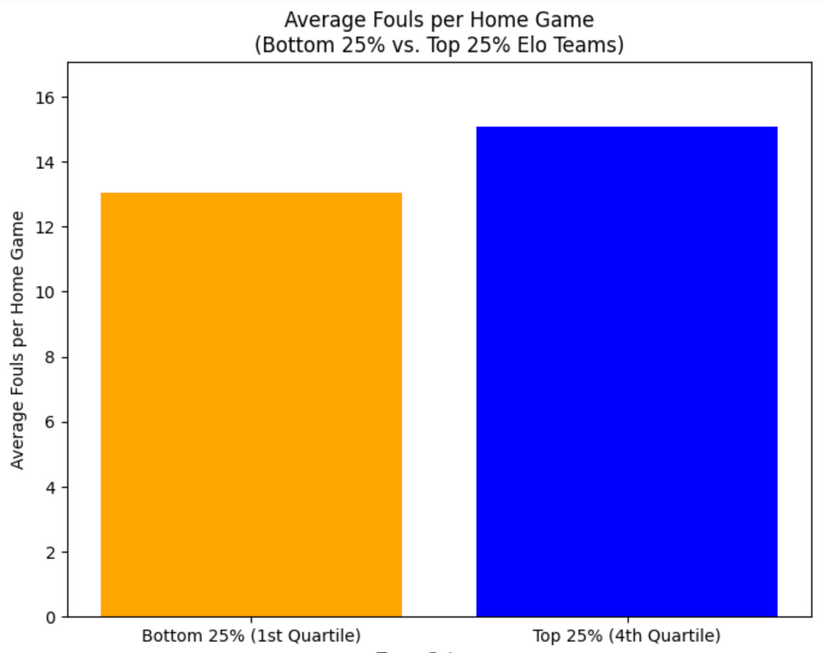 Average Fouls per Home Game
(Bottom 25% vs. Top 25% Elo Teams)
Average Fouls per Home Game
16
14
12
10
8
6
4
2
0
Bottom 25% (1st Quartile)
Top 25% (4th Quartile)